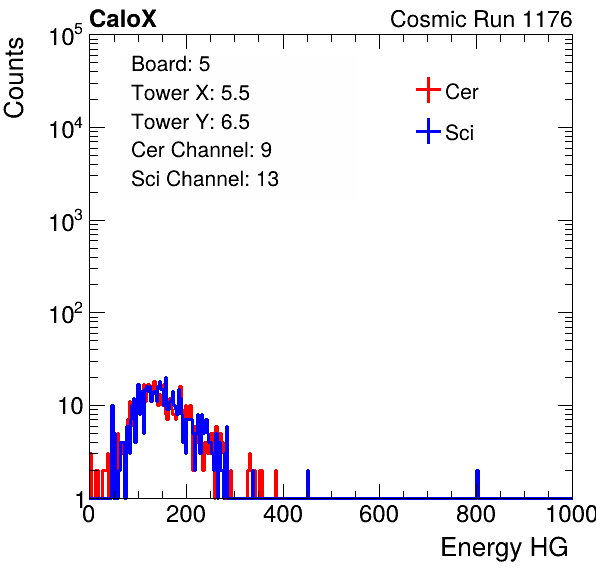 CaloX Cosmic Run 1176
Counts
Board: 5
Tower X: 5.5
Tower Y: 6.5
Cer Channel: 9
Sci Channel: 13
Cer
Sci
10^5
10^4
10^3
10^2
10
1
0 200 400 600 800 1000
Energy HG